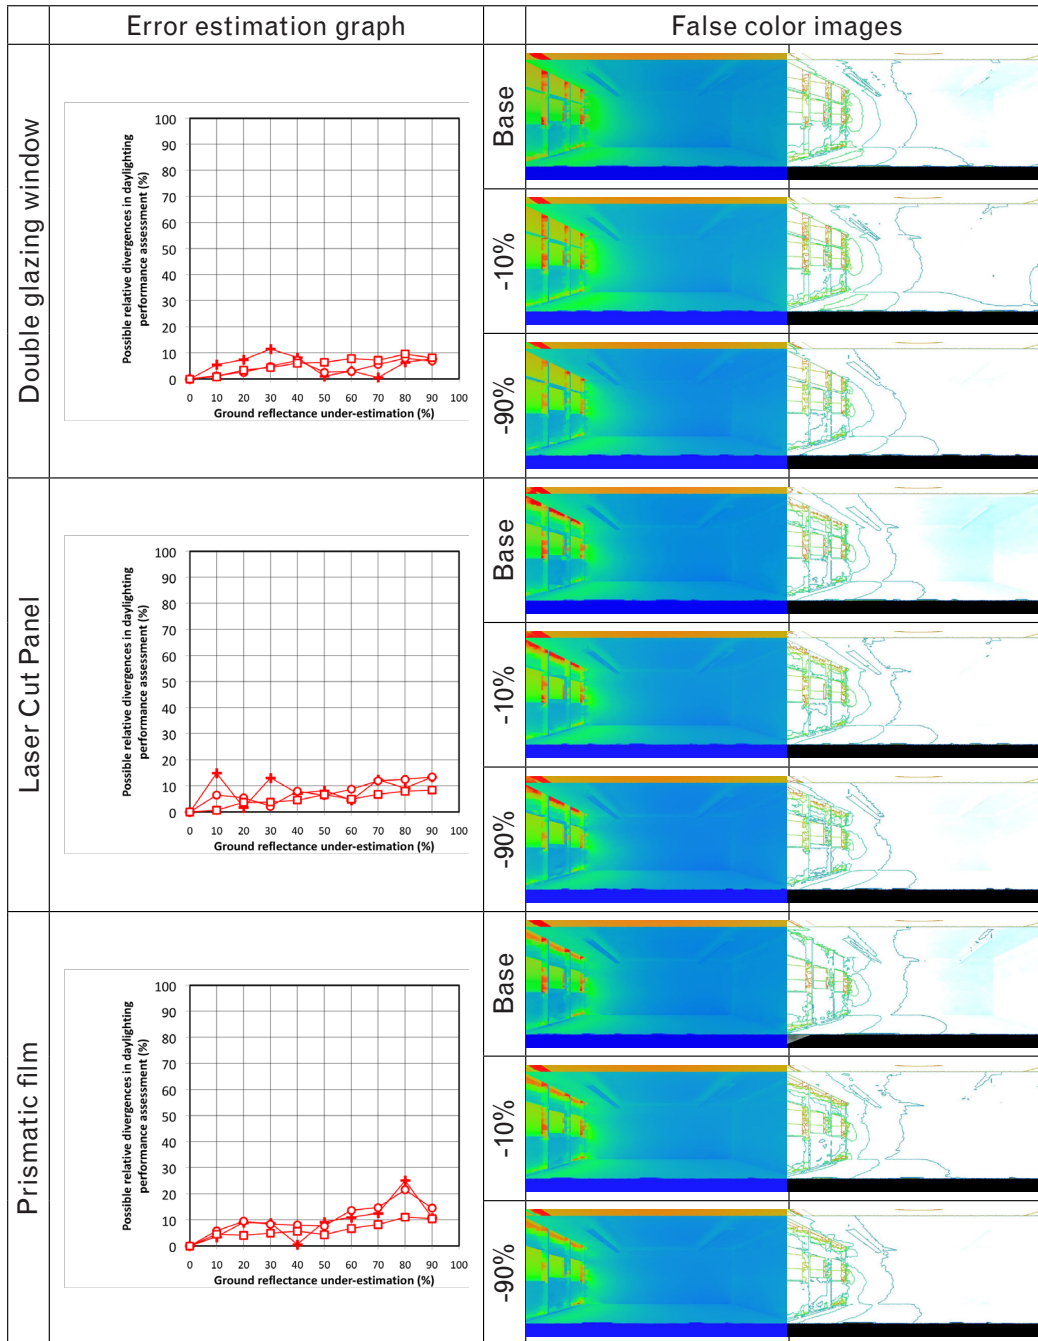 Error estimation graph
False color images
Double glazing window
Possible relative divergences in daylighting
performance assessment (%)
100
90
80
70
60
50
40
30
20
10
0
0 10 20 30 40 50 60 70 80 90 100
Ground reflectance under-estimation (%)
Base
-10%
-90%
Laser Cut Panel
Possible relative divergences in daylighting
performance assessment (%)
100
90
80
70
60
50
40
30
20
10
0
0 10 20 30 40 50 60 70 80 90 100
Ground reflectance under-estimation (%)
Base
-10%
-90%
Prismatic film
Possible relative divergences in daylighting
performance assessment (%)
100
90
80
70
60
50
40
30
20
10
0
0 10 20 30 40 50 60 70 80 90 100
Ground reflectance under-estimation (%)
Base
-10%
-90%